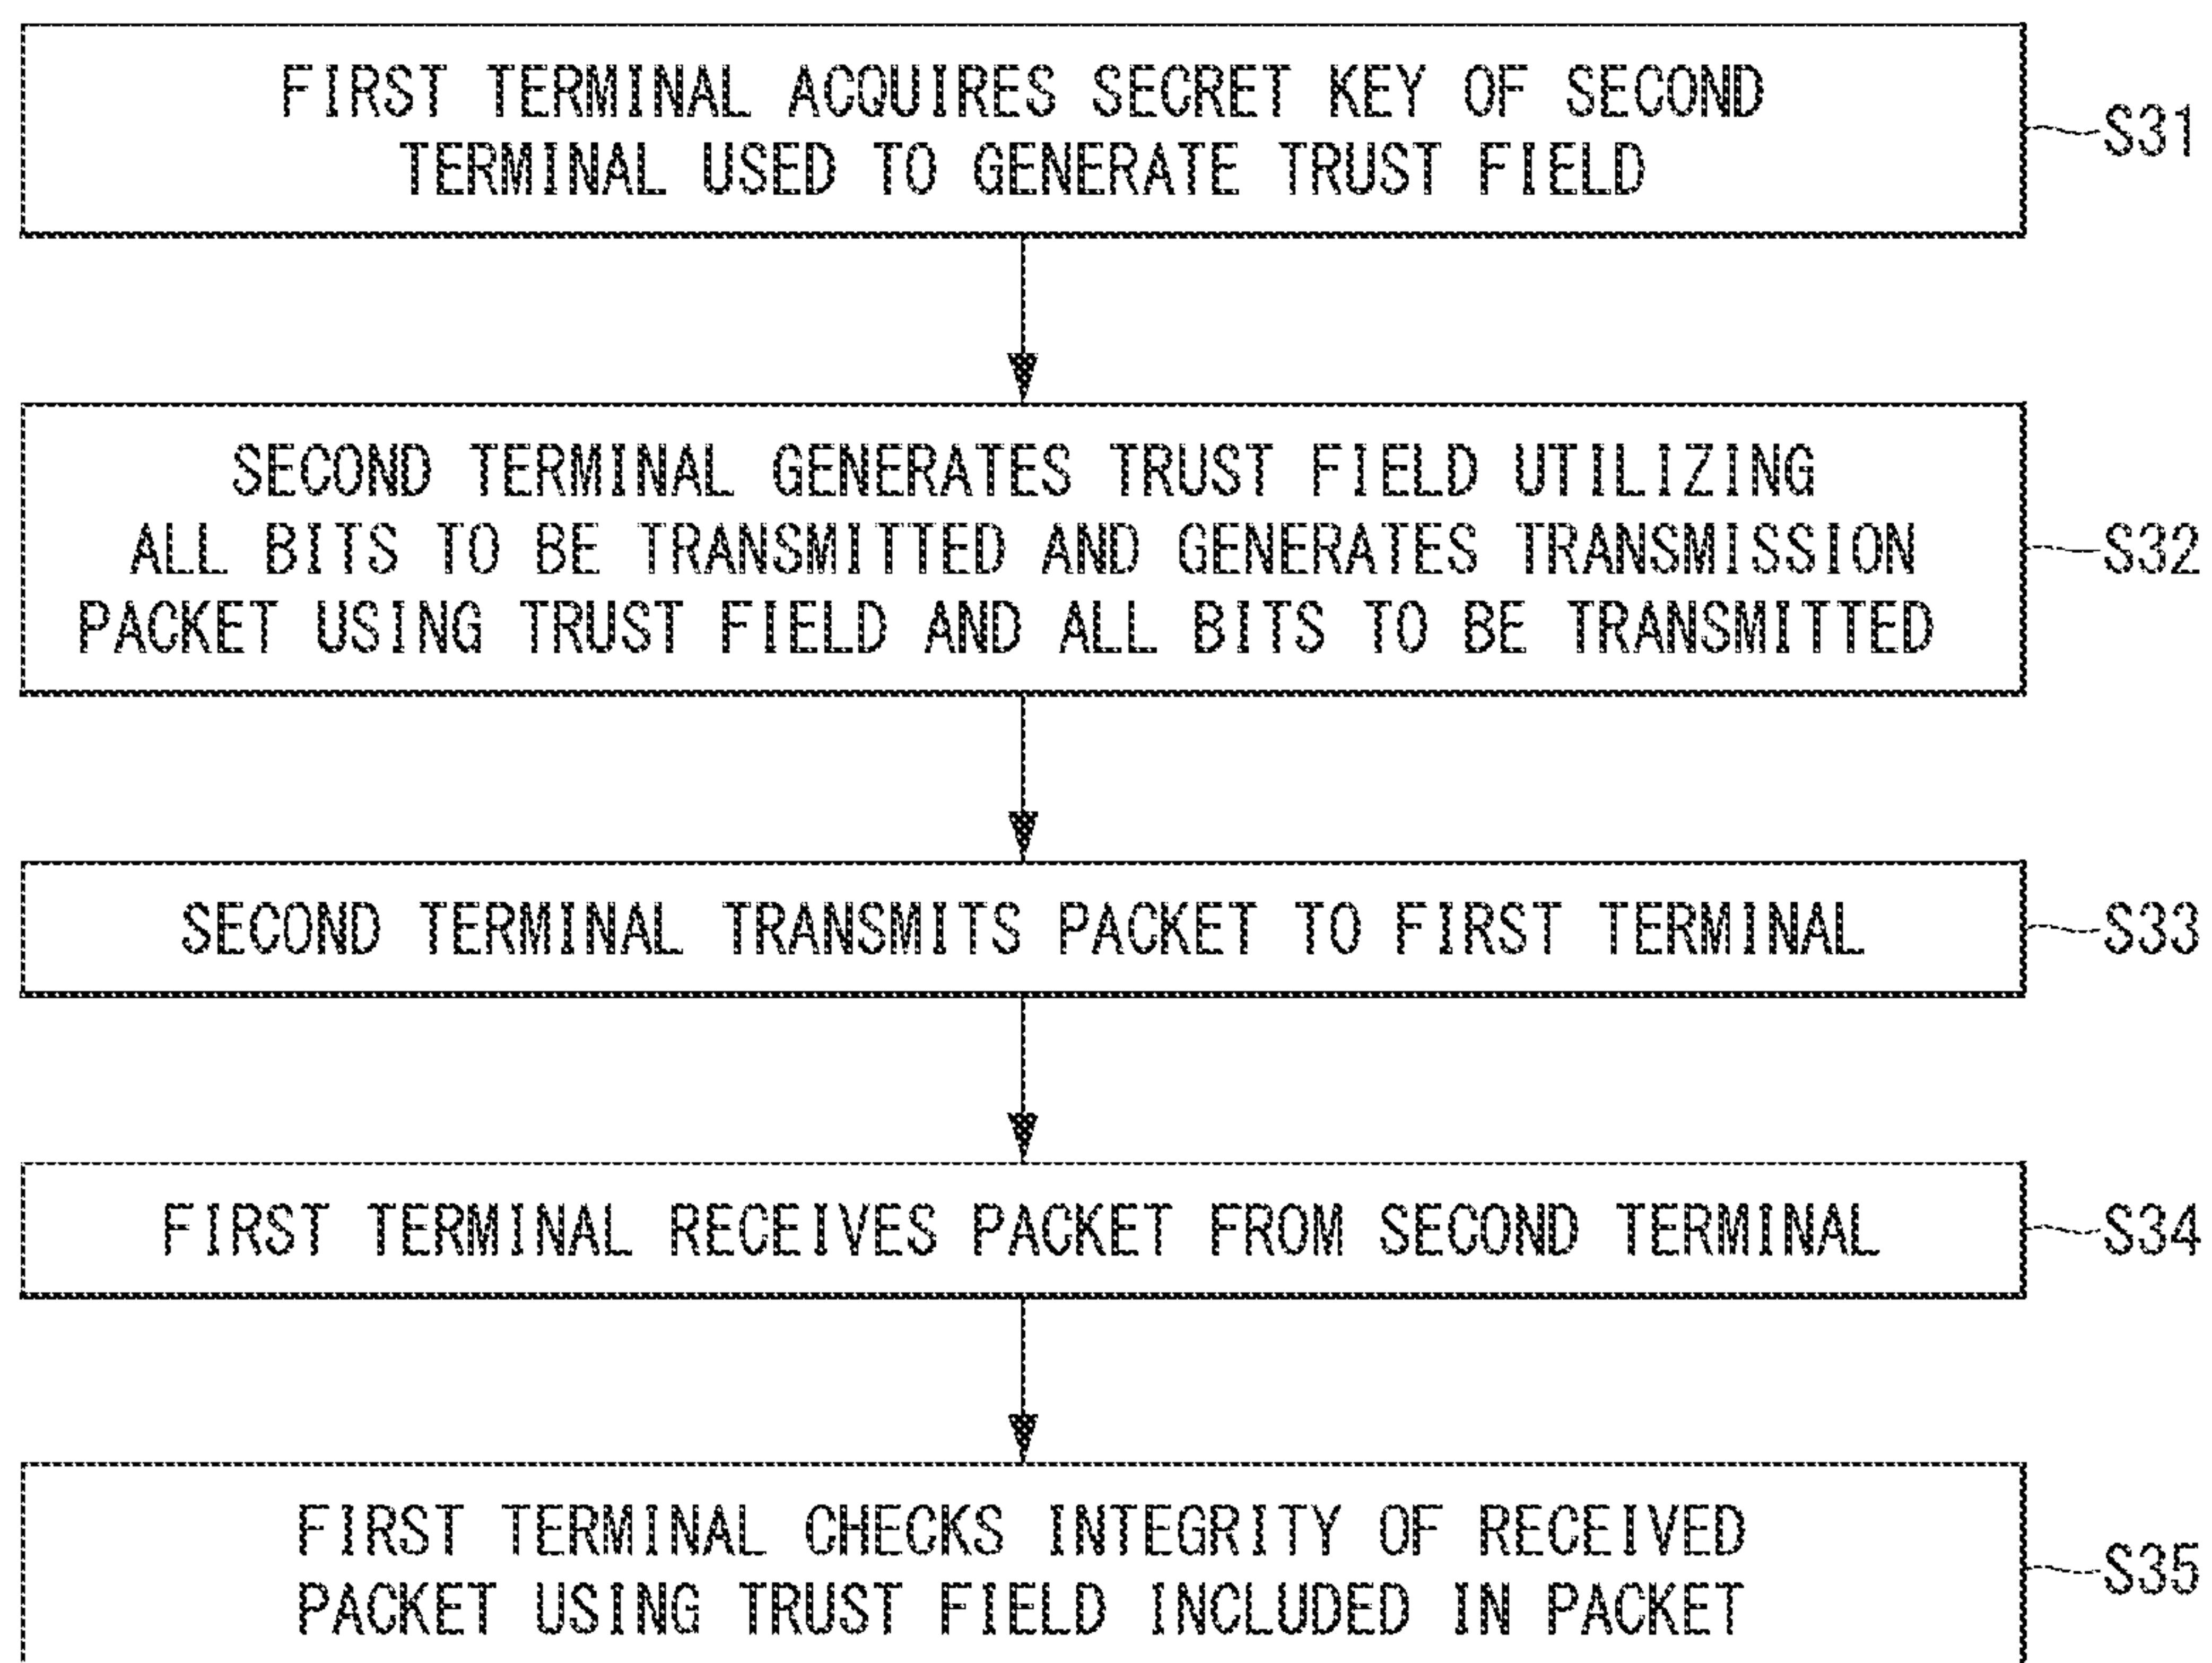 FIRST TERMINAL ACQUIRES SECRET KEY OF SECOND
TERMINAL USED TO GENERATE TRUST FIELD
S31
SECOND TERMINAL GENERATES TRUST FIELD UTILIZING
ALL BITS TO BE TRANSMITTED AND GENERATES TRANSMISSION
PACKET USING TRUST FIELD AND ALL BITS TO BE TRANSMITTED
S32
SECOND TERMINAL TRANSMITS PACKET TO FIRST TERMINAL
S33
FIRST TERMINAL RECEIVES PACKET FROM SECOND TERMINAL
S34
FIRST TERMINAL CHECKS INTEGRITY OF RECEIVED
PACKET USING TRUST FIELD INCLUDED IN PACKET
S35